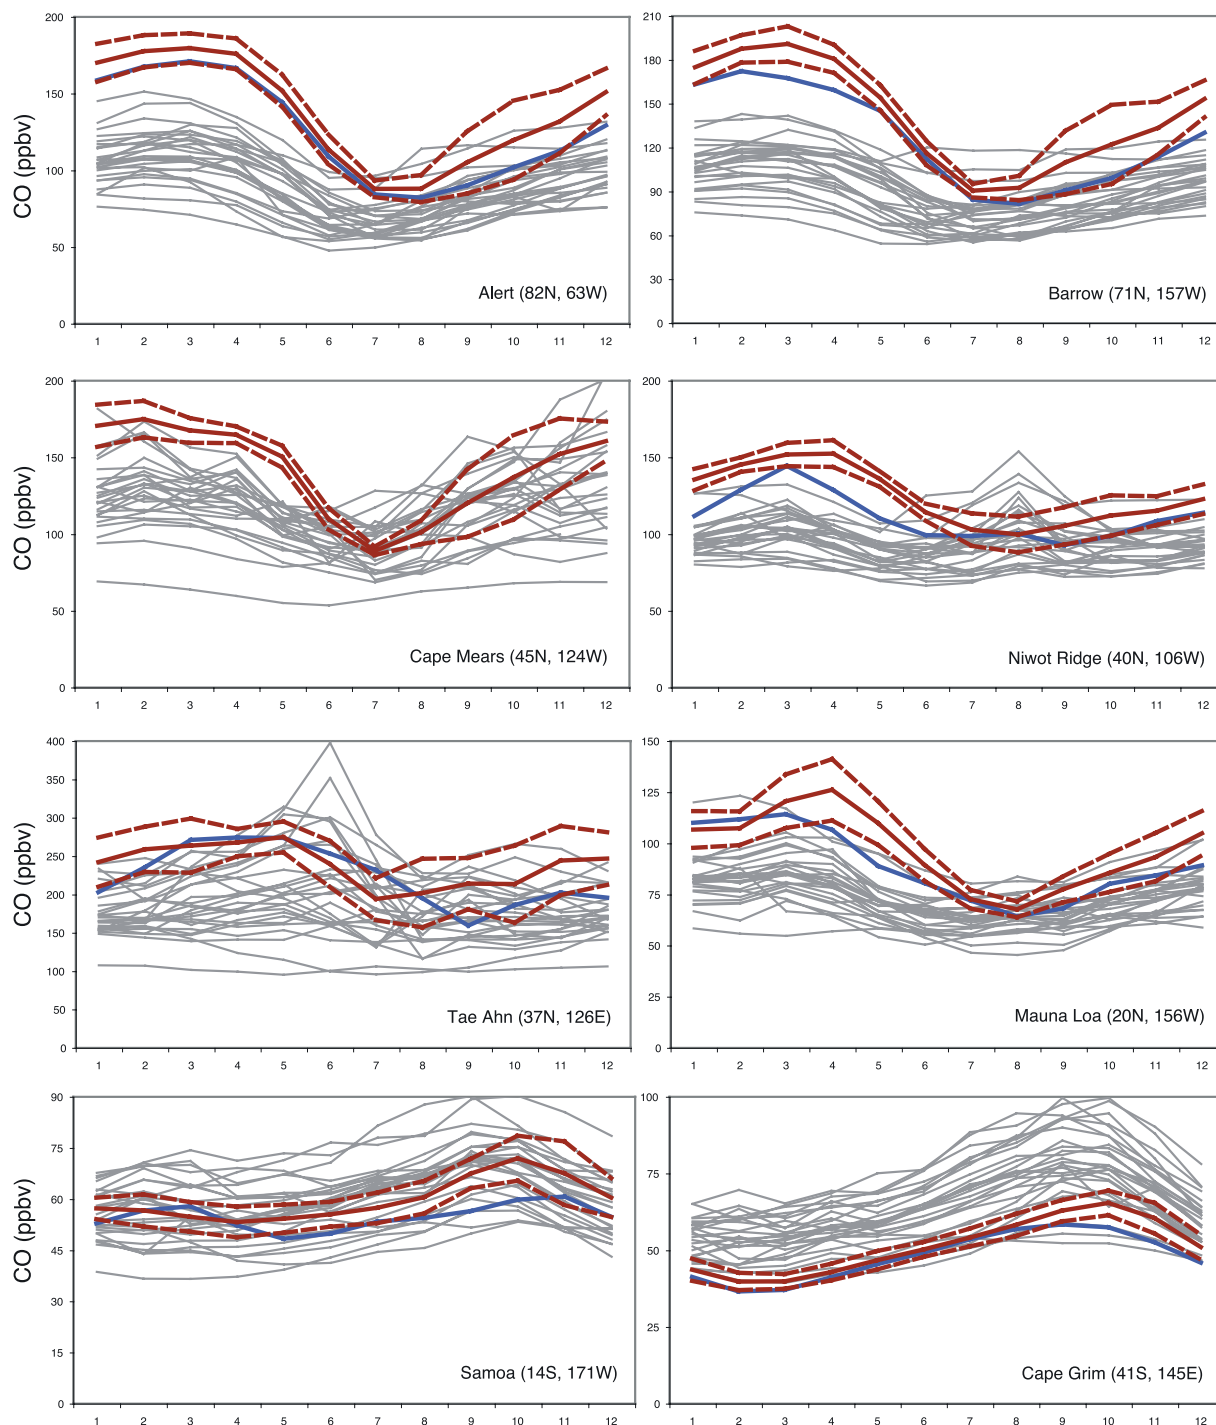 200
150
100
50
0
CO (ppbv)
Alert (82N, 63W)
1 2 3 4 5 6 7 8 9 10 11 12
210
180
150
120
90
60
30
0
Barrow (71N, 157W)
1 2 3 4 5 6 7 8 9 10 11 12
200
150
100
50
0
CO (ppbv)
Cape Mears (45N, 124W)
1 2 3 4 5 6 7 8 9 10 11 12
200
150
100
50
0
Niwot Ridge (40N, 106W)
1 2 3 4 5 6 7 8 9 10 11 12
400
350
300
250
200
150
100
50
0
CO (ppbv)
Tae Ahn (37N, 126E)
1 2 3 4 5 6 7 8 9 10 11 12
150
125
100
75
50
25
0
Mauna Loa (20N, 156W)
1 2 3 4 5 6 7 8 9 10 11 12
90
75
60
45
30
15
0
CO (ppbv)
Samoa (14S, 171W)
1 2 3 4 5 6 7 8 9 10 11 12
100
75
50
25
0
Cape Grim (41S, 145E)
1 2 3 4 5 6 7 8 9 10 11 12